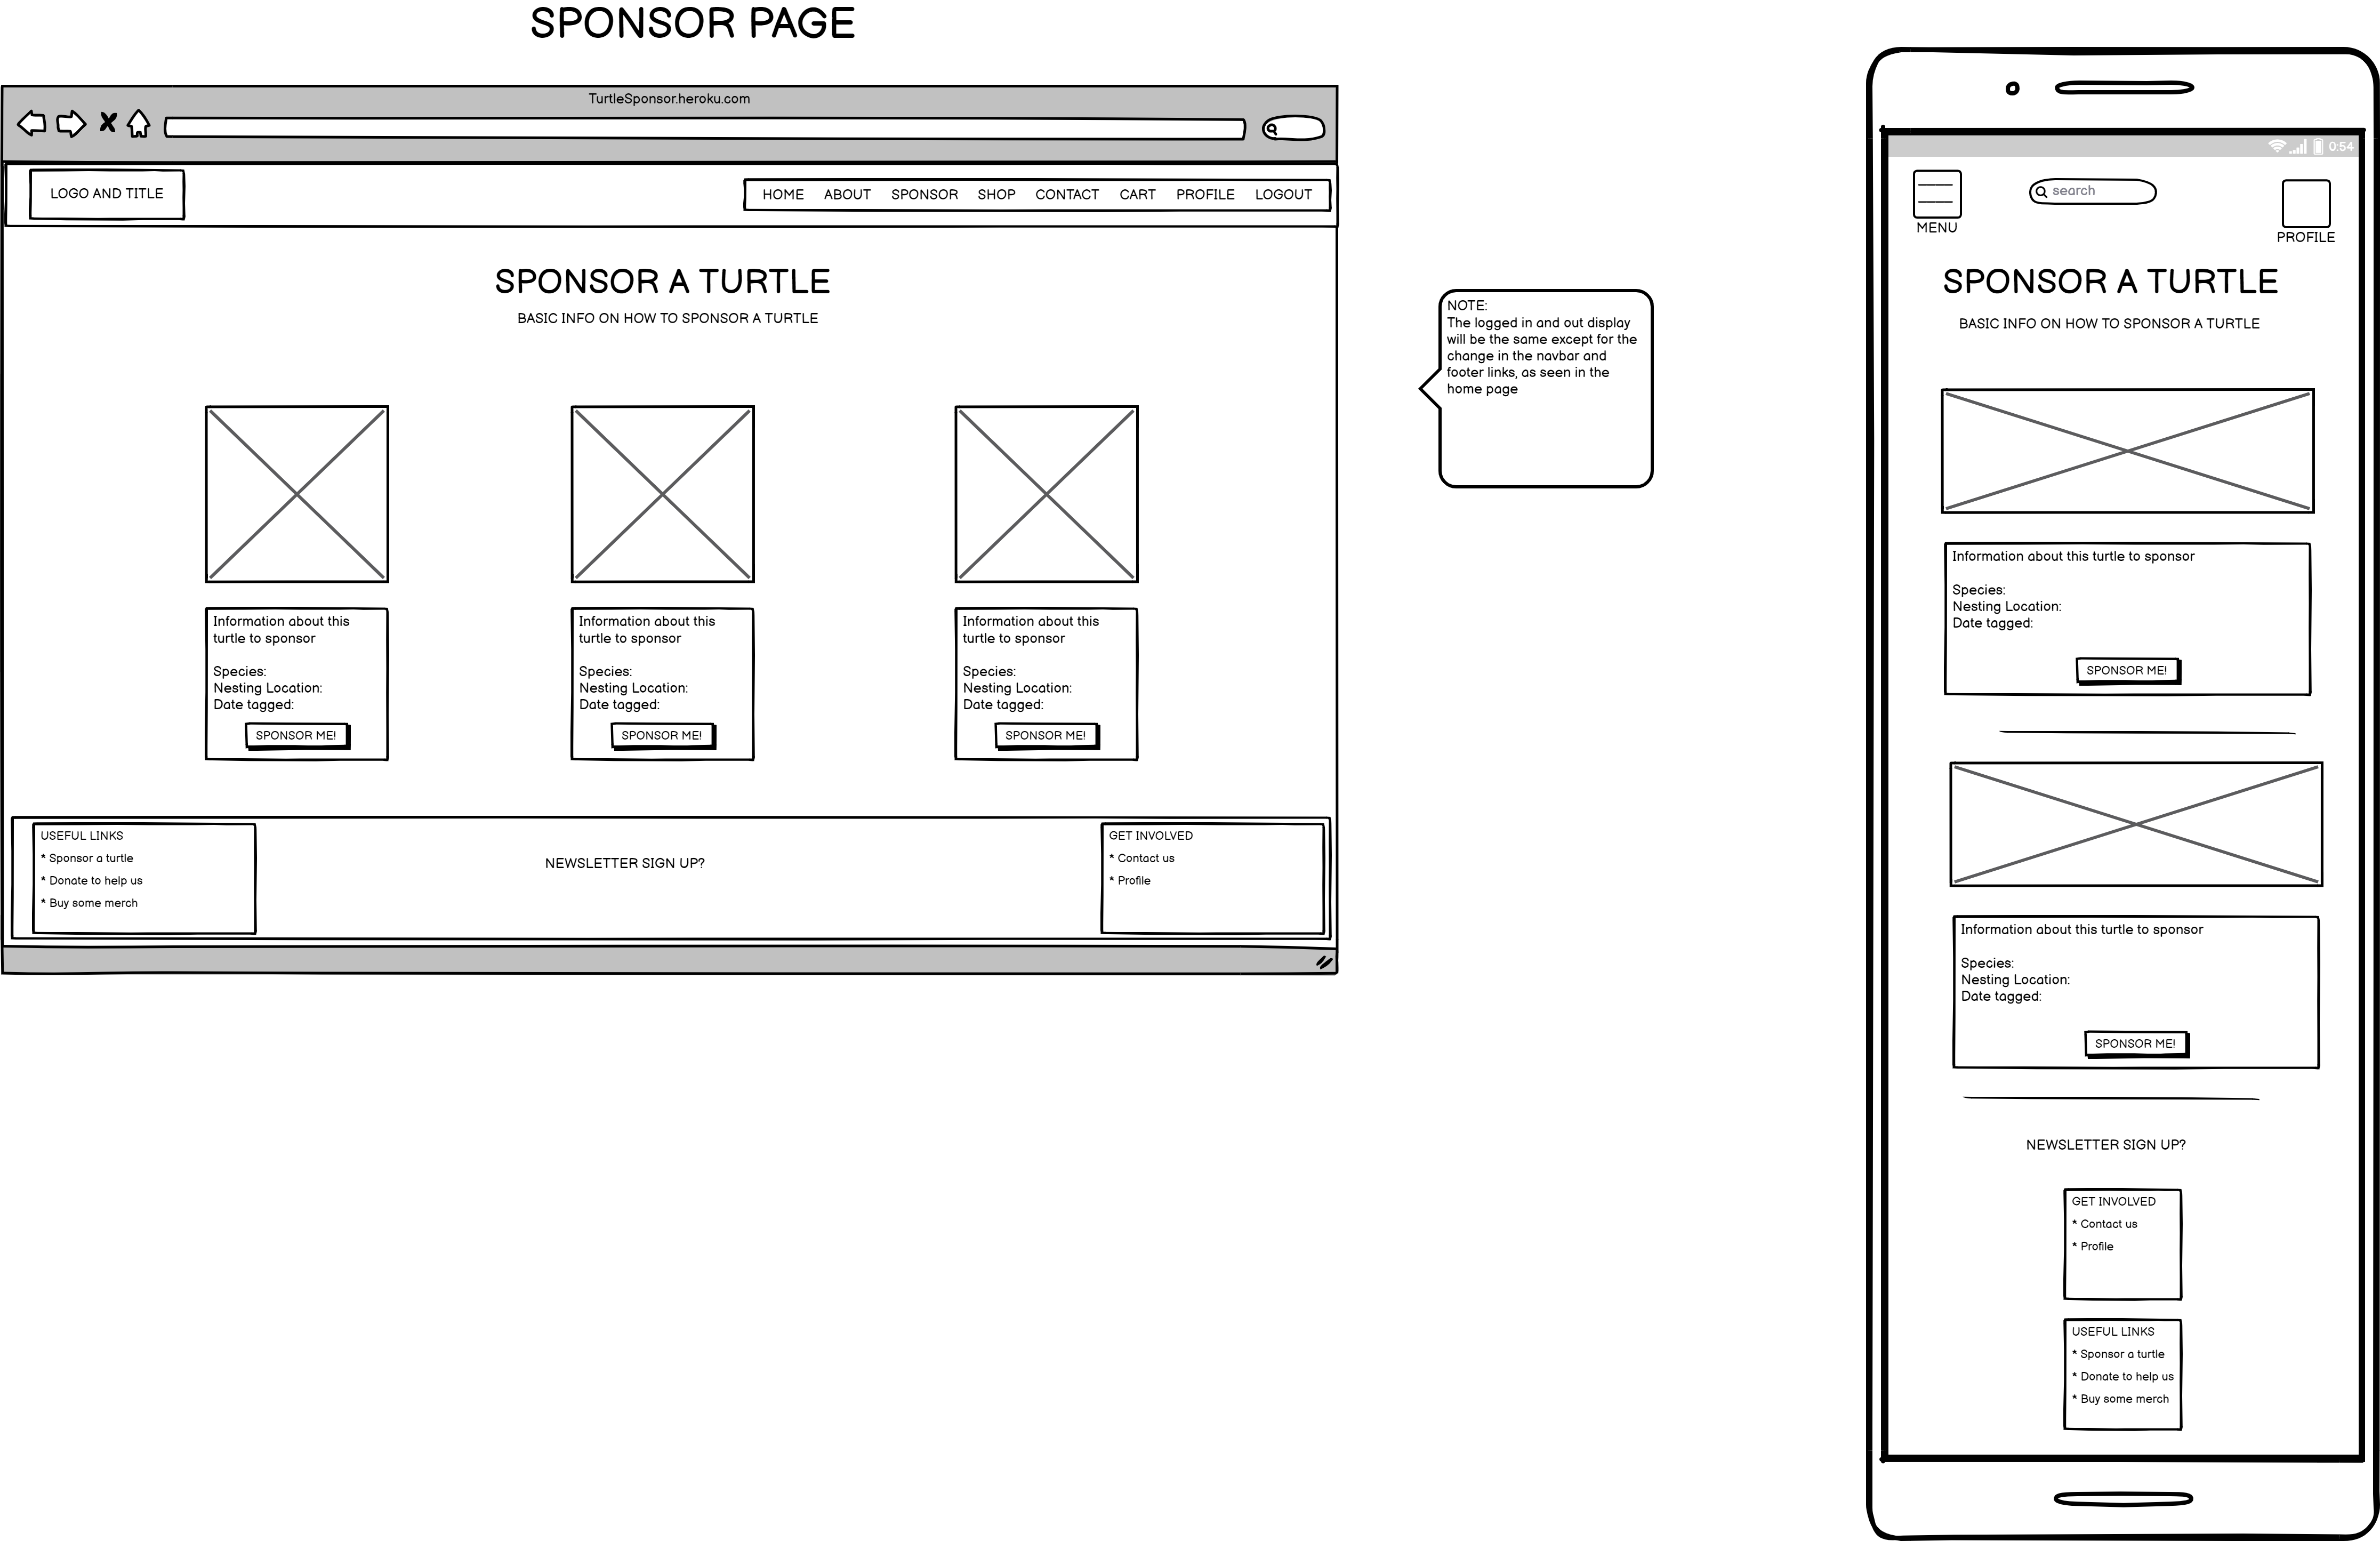 SPONSOR PAGE
TurtleSponsor.heroku.com
LOGO AND TITLE
HOME ABOUT SPONSOR SHOP CONTACT CART PROFILE LOGOUT
SPONSOR A TURTLE
BASIC INFO ON HOW TO SPONSOR A TURTLE
Information about this
turtle to sponsor
Species:
Nesting Location:
Date tagged:
SPONSOR ME!
Information about this
turtle to sponsor
Species:
Nesting Location:
Date tagged:
SPONSOR ME!
Information about this
turtle to sponsor
Species:
Nesting Location:
Date tagged:
SPONSOR ME!
USEFUL LINKS
* Sponsor a turtle
* Donate to help us
* Buy some merch
NEWSLETTER SIGN UP?
GET INVOLVED
* Contact us
* Profile
NOTE:
The logged in and out display
will be the same except for the
change in the navbar and
footer links, as seen in the
home page
0:54
search
MENU
PROFILE
SPONSOR A TURTLE
BASIC INFO ON HOW TO SPONSOR A TURTLE
Information about this turtle to sponsor
Species:
Nesting Location:
Date tagged:
SPONSOR ME!
Information about this turtle to sponsor
Species:
Nesting Location:
Date tagged:
SPONSOR ME!
NEWSLETTER SIGN UP?
GET INVOLVED
* Contact us
* Profile
USEFUL LINKS
* Sponsor a turtle
* Donate to help us
* Buy some merch